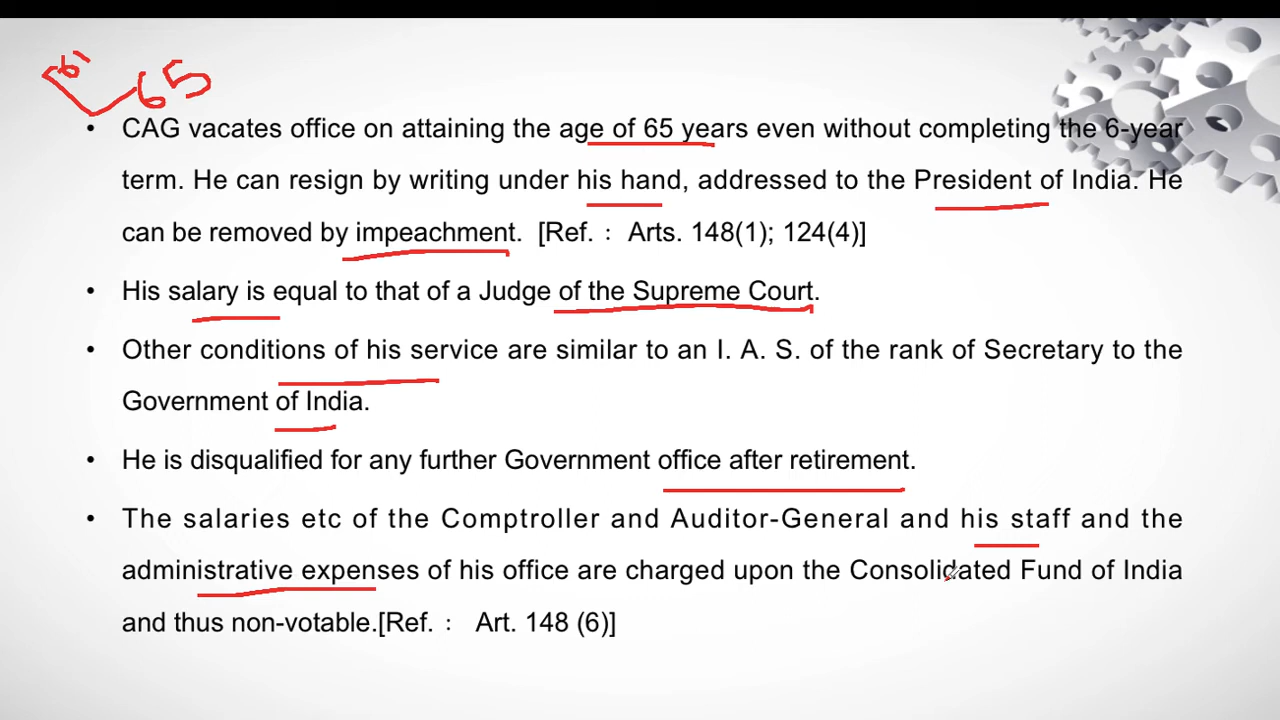 65
• CAG vacates office on attaining the age of 65 years even without completing the 6-year
term. He can resign by writing under his hand, addressed to the President of India. He
can be removed by impeachment. [Ref. : Arts. 148(1); 124(4)]
• His salary is equal to that of a Judge of the Supreme Court.
• Other conditions of his service are similar to an I. A. S. of the rank of Secretary to the
Government of India.
• He is disqualified for any further Government office after retirement.
• The salaries etc of the Comptroller and Auditor-General and his staff and the
administrative expenses of his office are charged upon the Consolidated Fund of India
and thus non-votable.[Ref. : Art. 148 (6)]